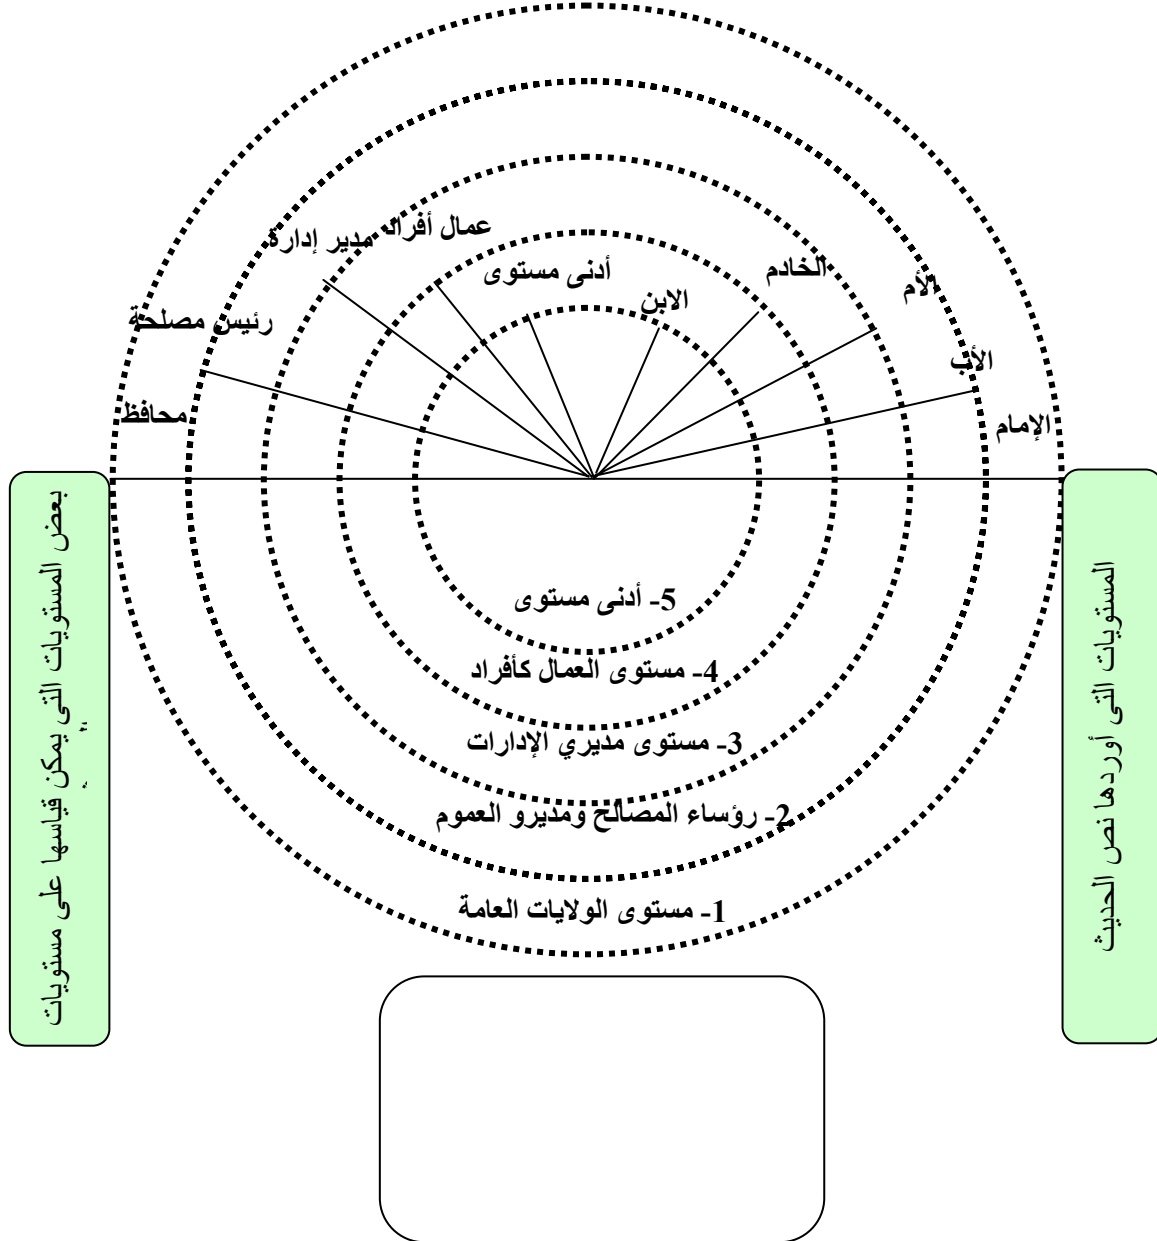 عمال أفراد
مدير إدارة
أدنى مستوى
الخادم
الابن
الأم
رئيس مصلحة
الأب
محافظ
الإمام
بعض المستويات التى يمكن قياسها على مستويات
المستويات التى أوردها نص الحديث
5- أدنى مستوى
4- مستوى العمال كأفراد
3- مستوى مديري الإدارات
2- رؤساء المصالح ومديرو العموم
1- مستوى الولايات العامة